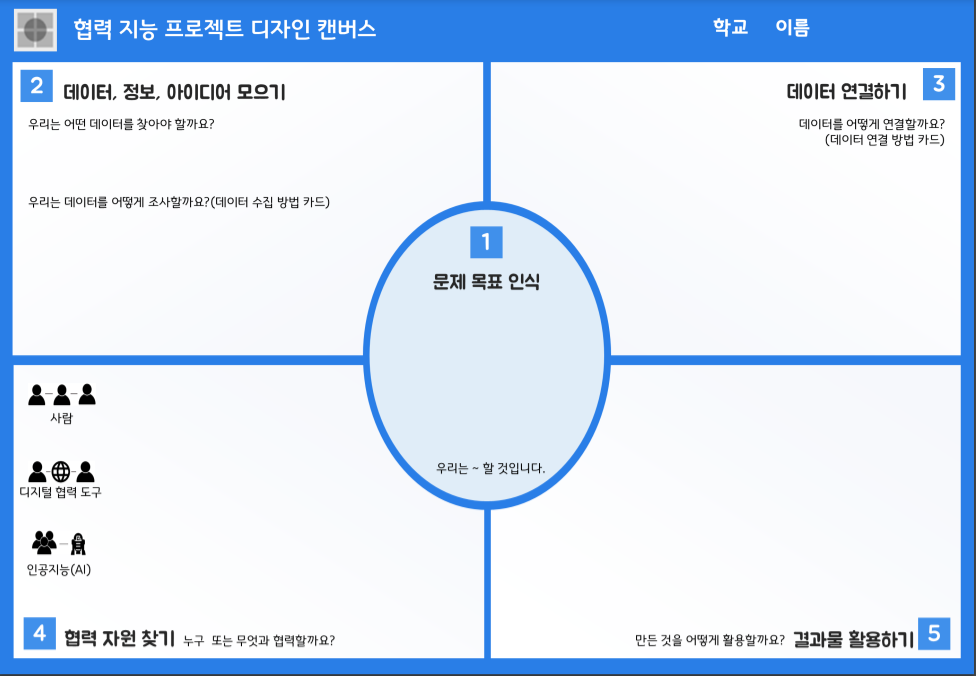 협력 지능 프로젝트 디자인 캔버스
학교 이름
2 데이터, 정보, 아이디어 모으기
우리는 어떤 데이터를 찾아야 할까요?
우리는 데이터를 어떻게 조사할까요?(데이터 수집 방법 카드)
데이터 연결하기 3
데이터를 어떻게 연결할까요?
(데이터 연결 방법 카드)
1
문제 목표 인식
우리는 ~ 할 것입니다.
사람
디지털 협력 도구
인공지능(AI)
4 협력 자원 찾기 누구 또는 무엇과 협력할까요?
만든 것을 어떻게 활용할까요? 결과물 활용하기 5